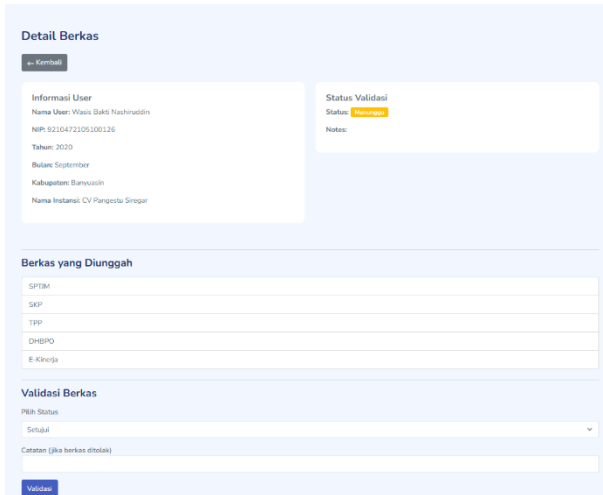 Detail Berkas
← Kembali
Informasi User
Nama User: Wasis Bakti Nashiruddin
NIP: 9210472105100126
Tahun: 2020
Bulan: September
Kabupaten: Banyuasin
Nama Instansi: CV Pangestu Siregar
Status Validasi
Status: Menunggu
Notes:
Berkas yang Diunggah
SPTJM
SKP
TPP
DHBPO
E-Kinerja
Validasi Berkas
Pilih Status
Setujui
Catatan (jika berkas ditolak)
Validasi